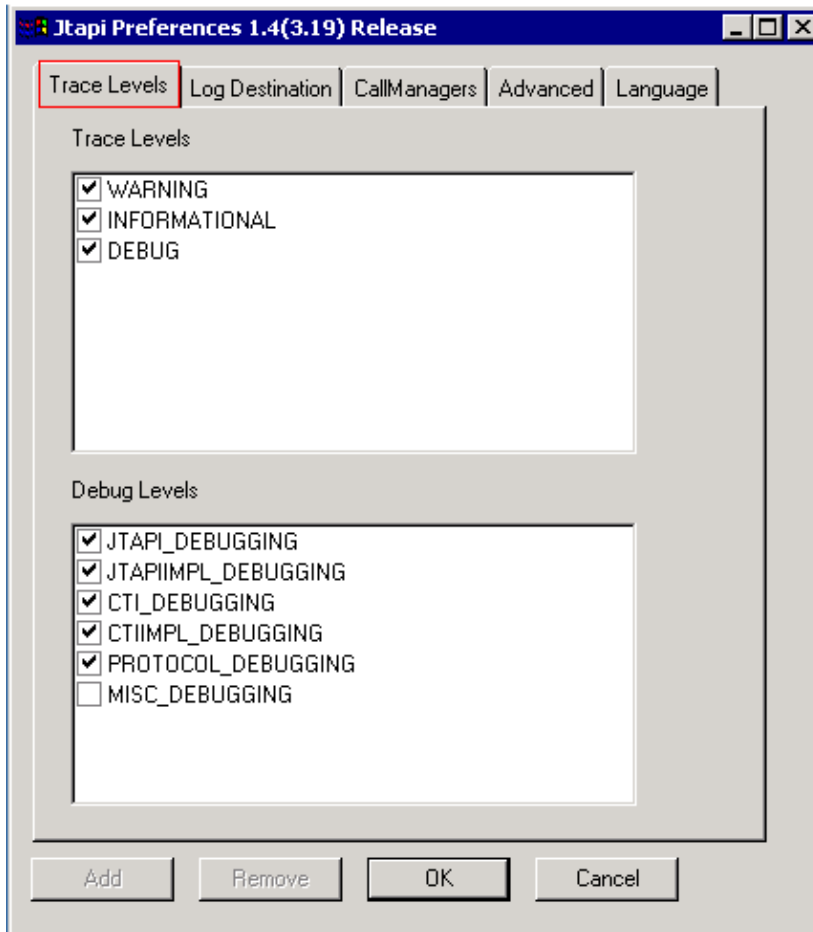 Jtapi Preferences 1.4(3.19) Release
Trace Levels Log Destination CallManagers Advanced Language
Trace Levels
WARNING
INFORMATIONAL
DEBUG
Debug Levels
JTAPI_DEBUGGING
JTAPIIMPL_DEBUGGING
CTI_DEBUGGING
CTIIMPL_DEBUGGING
PROTOCOL_DEBUGGING
MISC_DEBUGGING
Add Remove OK Cancel